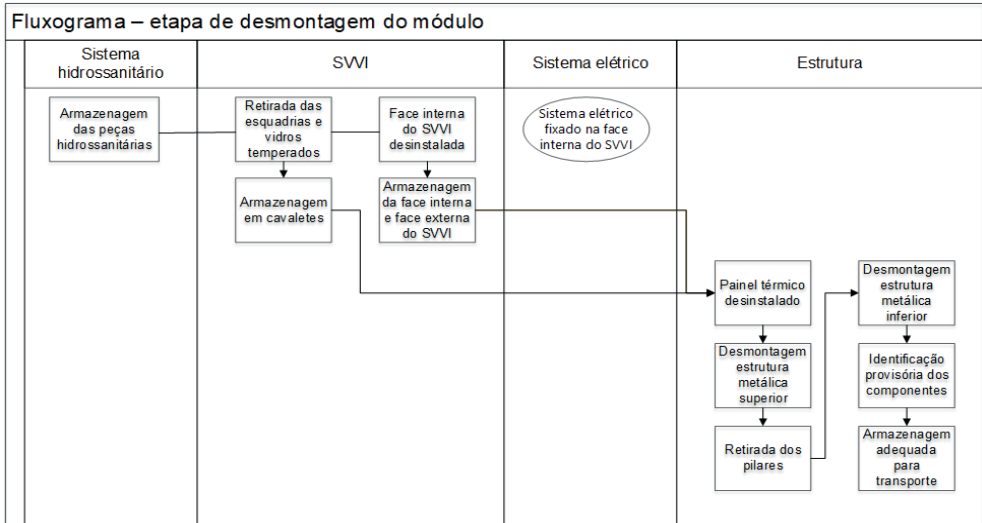 Fluxograma – etapa de desmontagem do módulo
Sistema
hidrossanitário
SVVI
Sistema elétrico
Estrutura
Armazenagem
das peças
hidrossanitárias
Retirada das
esquadrias e
vidros
temperados
Face interna
do SVVI
desinstalada
Sistema elétrico
fixado na face
interna do SVVI
Armazenagem
em cavaletes
Armazenagem
da face interna
e face externa
do SVVI
Painel térmico
desinstalado
Desmontagem
estrutura
metálica
inferior
Desmontagem
estrutura
metálica
superior
Identificação
provisória dos
componentes
Retirada dos
pilares
Armazenagem
adequada
para
transporte